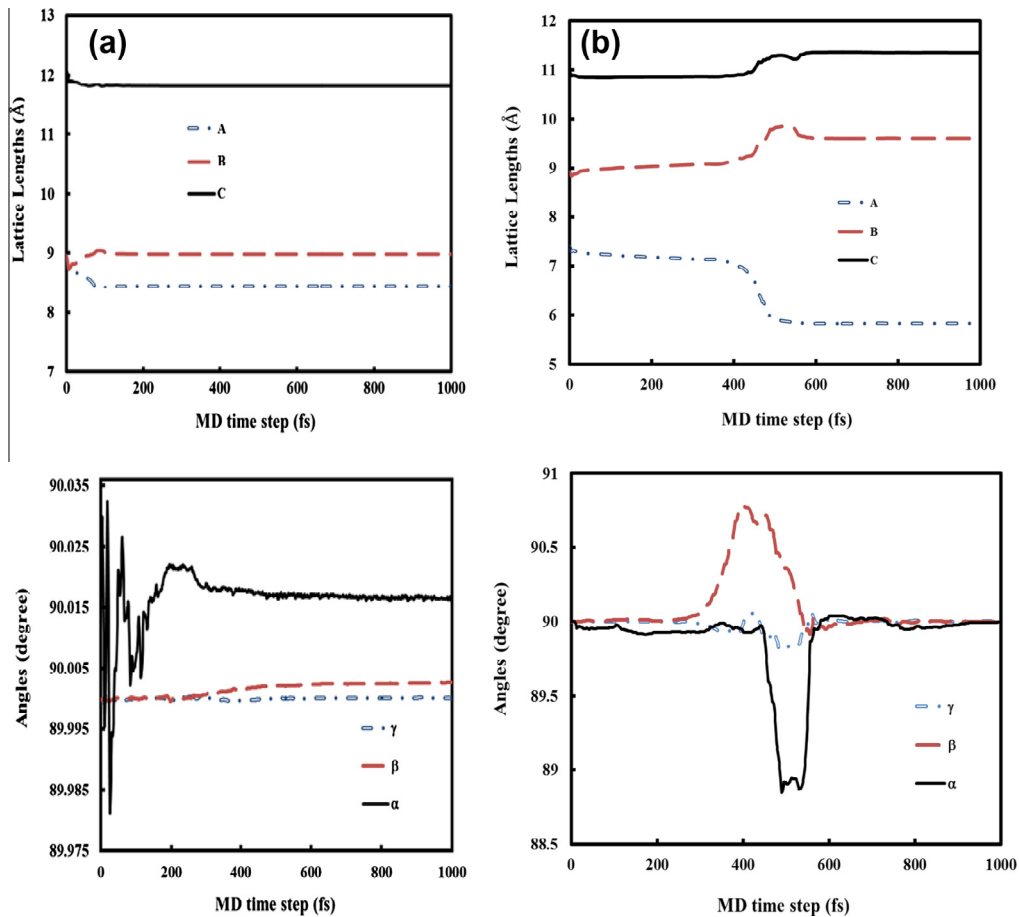 (a)
Lattice Lengths (Å)
13
12
11
10
9
8
7
A
B
C
0 200 400 600 800 1000
MD time step (fs)
(b)
Lattice Lengths (Å)
12
11
10
9
8
7
6
5
A
B
C
0 200 400 600 800 1000
MD time step (fs)
Angles (degree)
90.035
90.025
90.015
90.005
89.995
89.985
89.975
γ
β
α
0 200 400 600 800 1000
MD time step (fs)
Angles (degree)
91
90.5
90
89.5
89
88.5
γ
β
α
0 200 400 600 800 1000
MD time step (fs)